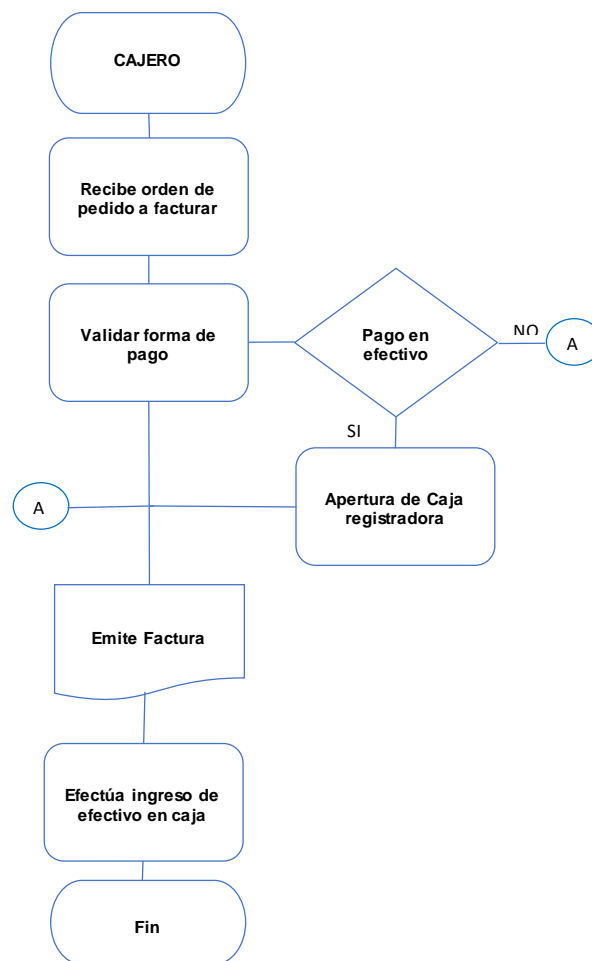 CAJERO
Recibe orden de
pedido a facturar
Validar forma de
pago
Pago en
efectivo
NO
A
SI
Apertura de Caja
registradora
A
Emite Factura
Efectúa ingreso de
efectivo en caja
Fin